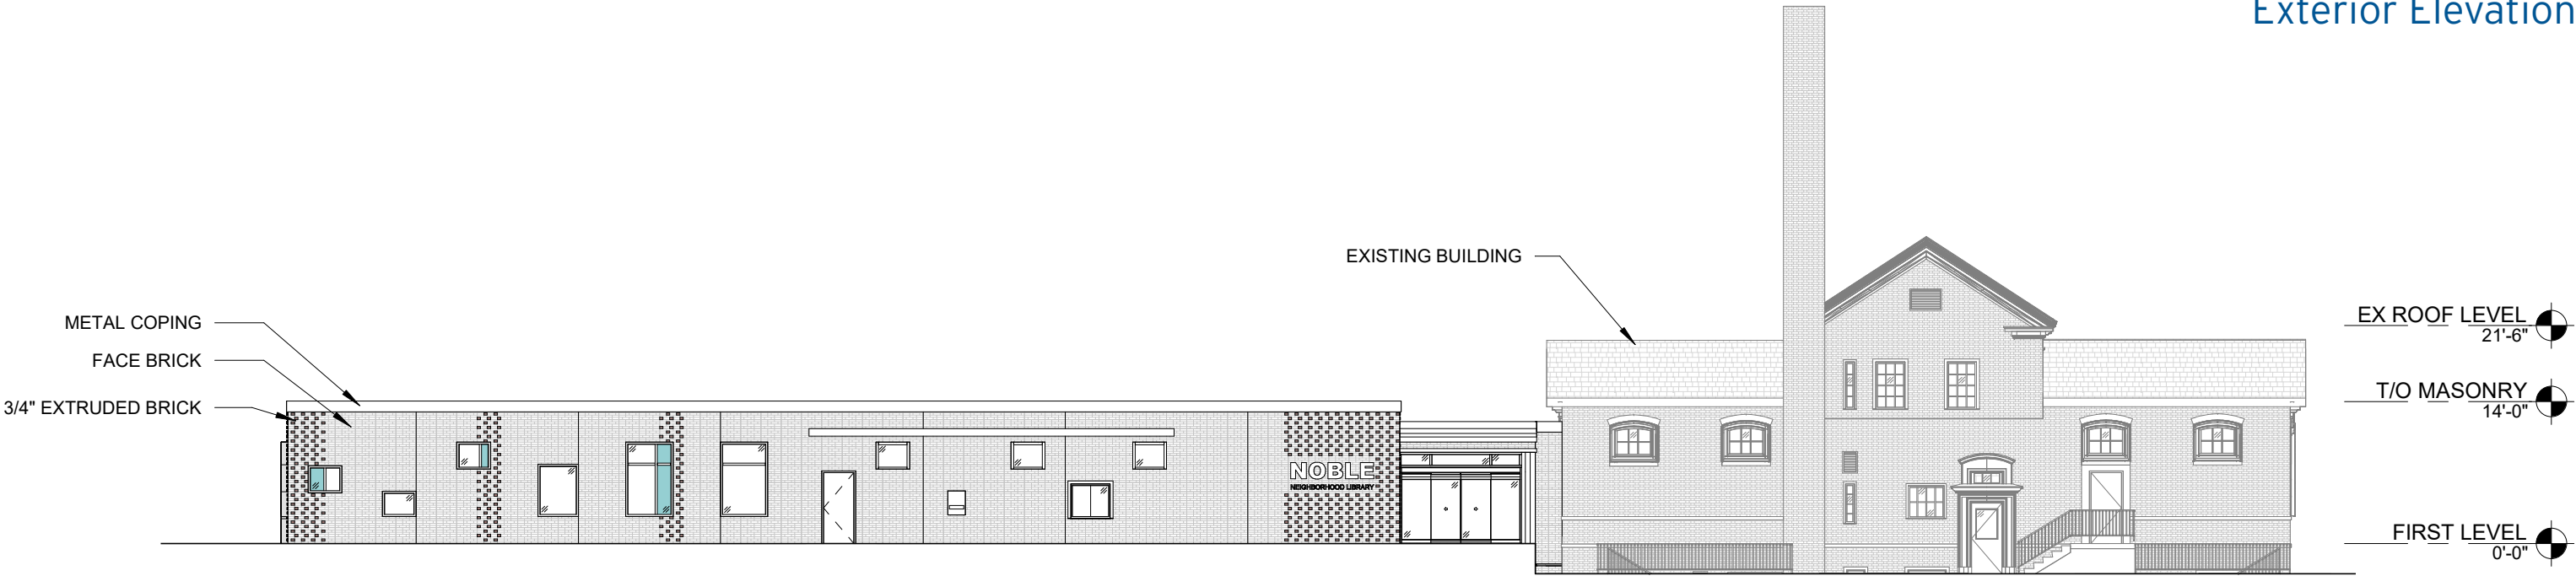 Exterior Elevation
EXISTING BUILDING
METAL COPING
FACE BRICK
3/4" EXTRUDED BRICK
NOBLE
NEIGHBORHOOD LIBRARY
EX ROOF LEVEL
21'-6"
T/O MASONRY
14'-0"
FIRST LEVEL
0'-0"